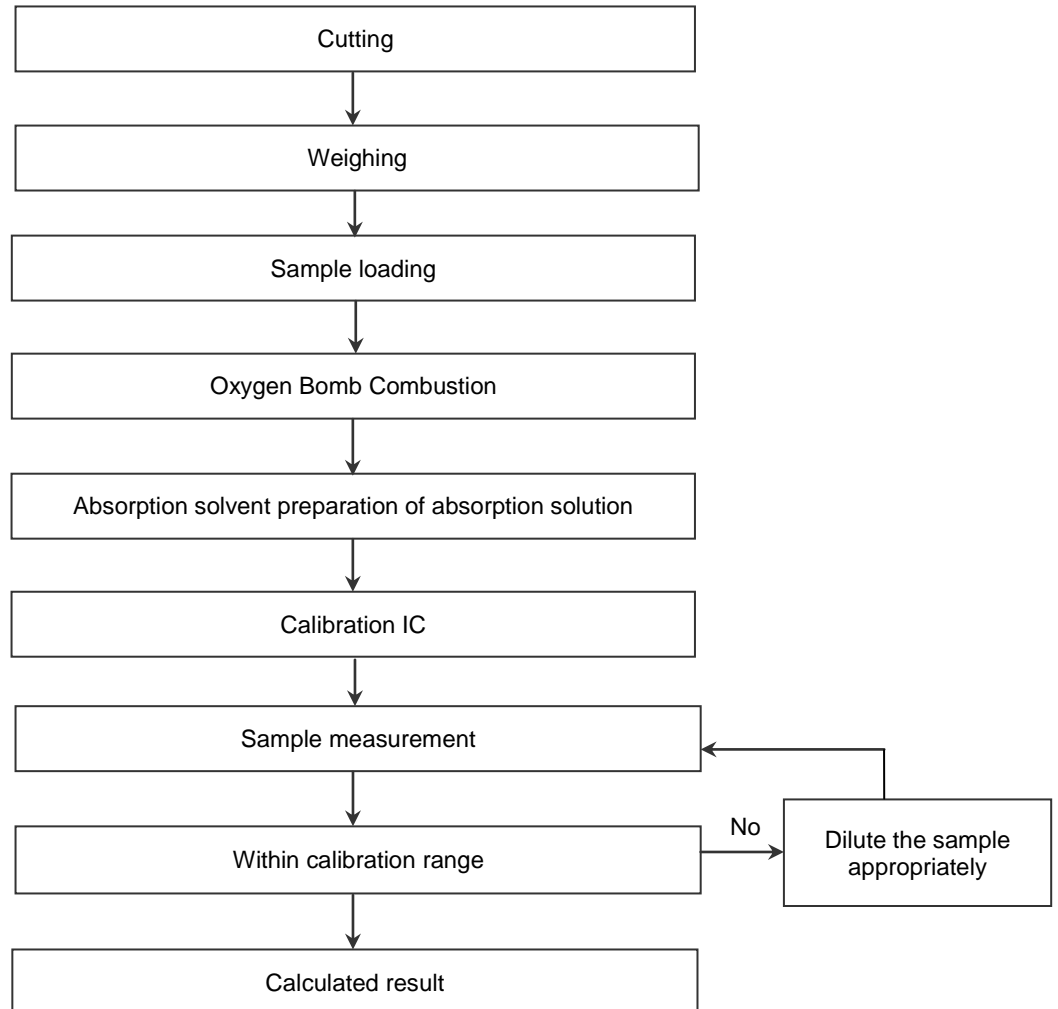 Cutting
Weighing
Sample loading
Oxygen Bomb Combustion
Absorption solvent preparation of absorption solution
Calibration IC
Sample measurement
Within calibration range
No
Dilute the sample
appropriately
Calculated result